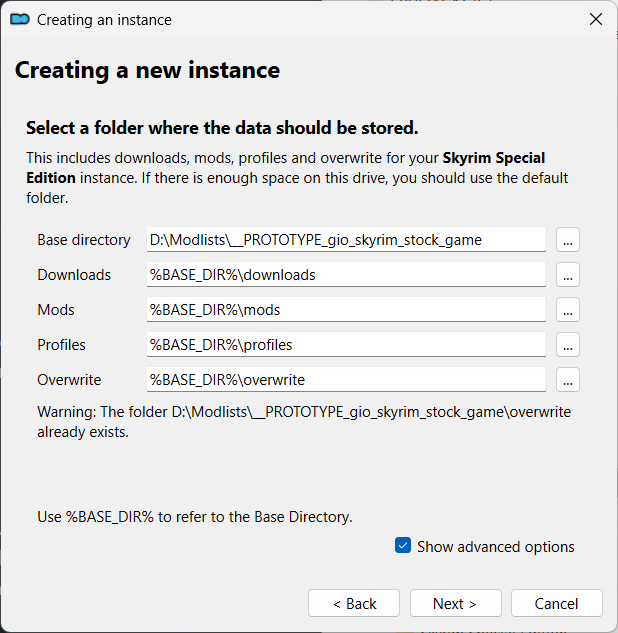 Creating an instance
Creating a new instance
Select a folder where the data should be stored.
This includes downloads, mods, profiles and overwrite for your Skyrim Special
Edition instance. If there is enough space on this drive, you should use the default
folder.
Base directory D:\Modlists\__PROTOTYPE_gio_skyrim_stock_game ...
Downloads %BASE_DIR%\downloads ...
Mods %BASE_DIR%\mods ...
Profiles %BASE_DIR%\profiles ...
Overwrite %BASE_DIR%\overwrite ...
Warning: The folder D:\Modlists\__PROTOTYPE_gio_skyrim_stock_game\overwrite
already exists.
Use %BASE_DIR% to refer to the Base Directory.
Show advanced options
< Back Next > Cancel